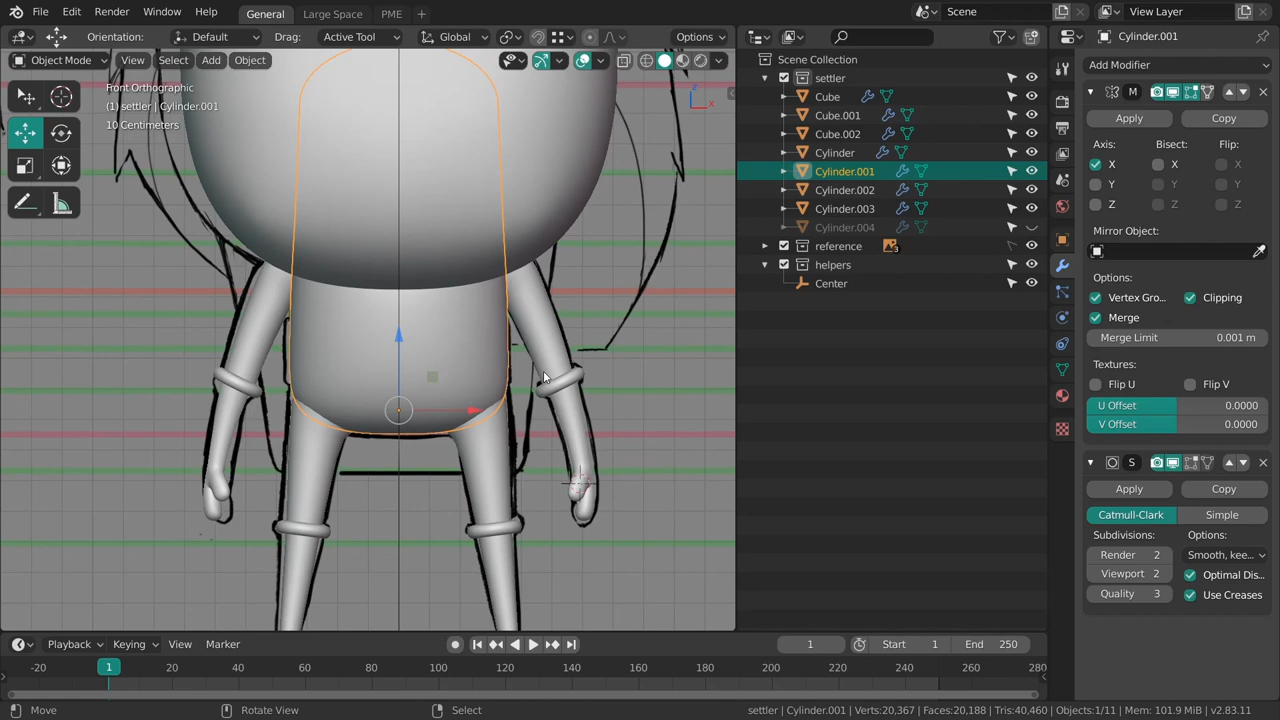 File Edit Render Window Help General Large Space PME + Scene View Layer
Orientation: Default Drag: Active Tool Global Options
Object Mode View Select Add Object
Front Orthographic
(1) settler | Cylinder.001
10 Centimeters
Z
X
Scene Collection
settler
Cube
Cube.001
Cube.002
Cylinder
Cylinder.001
Cylinder.002
Cylinder.003
Cylinder.004
reference 3
helpers
Center
Cylinder.001
Add Modifier
M
Apply Copy
Axis: Bisect: Flip:
X X X
Y Y Y
Z Z Z
Mirror Object:
Options:
Vertex Gro... Clipping
Merge
Merge Limit 0.001 m
Textures:
Flip U Flip V
U Offset 0.0000
V Offset 0.0000
S
Apply Copy
Catmull-Clark Simple
Subdivisions: Options:
Render 2 Smooth, kee...
Viewport 2 Optimal Dis...
Quality 3 Use Creases
Playback Keying View Marker 1 Start 1 End 250
-20 1 20 40 60 80 100 120 140 160 180 200 220 240 260 280
Move Rotate View Select settler | Cylinder.001 | Verts:20,367 | Faces:20,188 | Tris:40,460 | Objects:1/11 | Mem: 101.9 MiB | v2.83.11